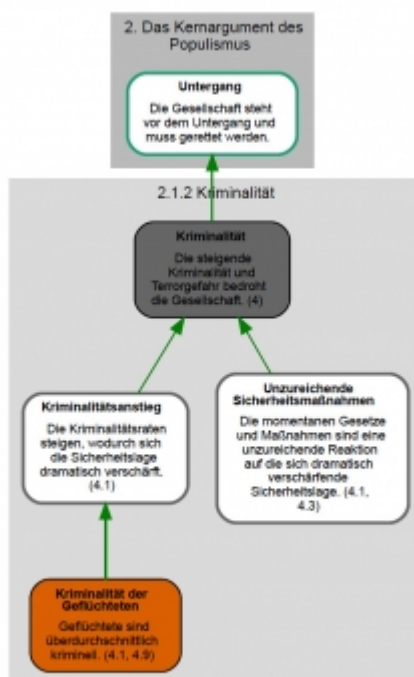 2. Das Kernargument des
Populismus
Untergang
Die Gesellschaft steht
vor dem Untergang und
muss gerettet werden.
2.1.2 Kriminalität
Kriminalität
Die steigende
Kriminalität und
Terrorgefahr bedroht
die Gesellschaft. (4)
Kriminalitätsanstieg
Die Kriminalitätsraten
steigen, wodurch sich
die Sicherheitslage
dramatisch verschärft.
(4.1)
Unzureichende
Sicherheitsmaßnahmen
Die momentanen Gesetze
und Maßnahmen sind eine
unzureichende Reaktion
auf die sich dramatisch
verschärfende
Sicherheitslage. (4.1,
4.3)
Kriminalität der
Geflüchteten
Geflüchtete sind
überdurchschnittlich
kriminell. (4.1, 4.9)